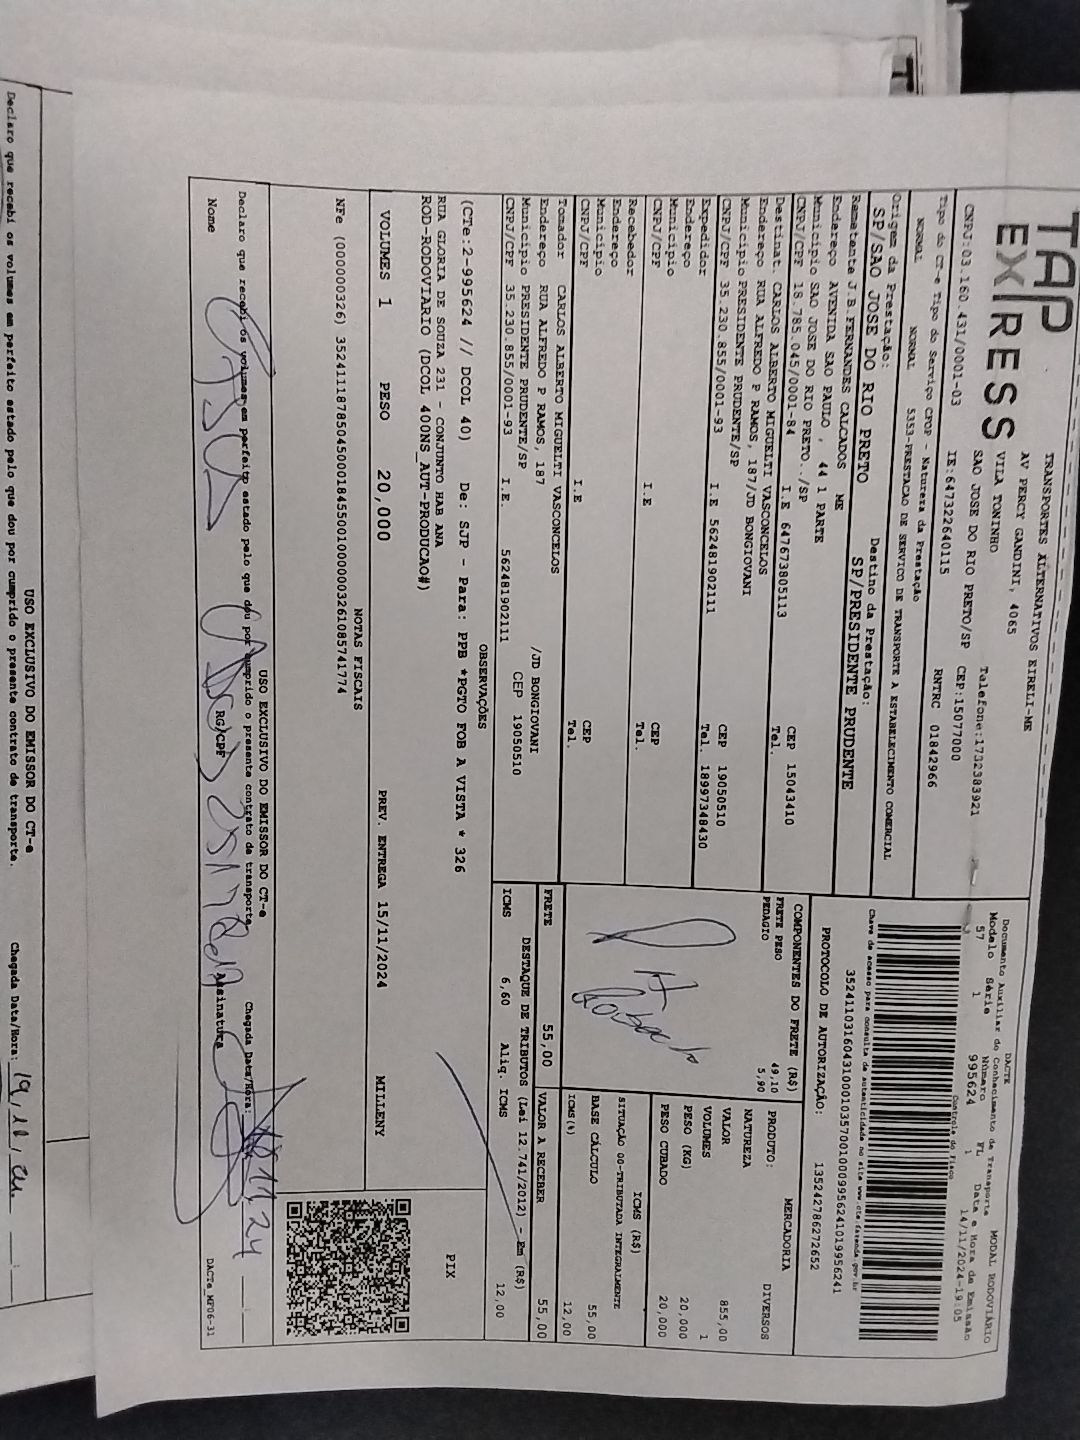 TAP
EXPRESS
TRANSPORTES ALTERNATIVOS EIRELI-ME
AV PERCY GANDINI, 4065
VILA TONINHO Telefone:1732383921
SAO JOSE DO RIO PRETO/SP CEP:15077000
CNPJ:03.160.431/0001-03 IE:647322640115 RNTRC 01842966
Tipo do CT-e Tipo do Serviço CFOP - Natureza da Prestação
NORMAL NORMAL 5353-PRESTACAO DE SERVICO DE TRANSPORTE A ESTABELECIMENTO COMERCIAL
Origem da Prestação: Destino da Prestação:
SP/SAO JOSE DO RIO PRETO SP/PRESIDENTE PRUDENTE
Remetente J.B.FERNANDES CALCADOS ME
Endereço AVENIDA SAO PAULO , 44 1 PARTE
Município SAO JOSE DO RIO PRETO../SP CEP 15043410
CNPJ/CPF 18.785.045/0001-84 I.E 647673805113 Tel.
Destinat. CARLOS ALBERTO MIGUELTI VASCONCELOS
Endereço RUA ALFREDO P RAMOS, 187/JD BONGIOVANI
Município PRESIDENTE PRUDENTE/SP CEP 19050510
CNPJ/CPF 35.230.855/0001-93 I.E 562481902111 Tel. 18997348430
Expedidor
Endereço
Município CEP
CNPJ/CPF I.E Tel.
Recebedor
Endereço
Município CEP
CNPJ/CPF I.E Tel.
Tomador CARLOS ALBERTO MIGUELTI VASCONCELOS
Endereço RUA ALFREDO P RAMOS, 187 /JD BONGIOVANI
Município PRESIDENTE PRUDENTE/SP CEP 19050510
CNPJ/CPF 35.230.855/0001-93 I.E. 562481902111
OBSERVAÇÕES
(CTe:2-995624 // DCOL 40) De: SJP - Para: PPB *PGTO FOB A VISTA * 326
RUA GLORIA DE SOUZA 231 - CONJUNTO HAB ANA
ROD-RODOVIARIO (DCOL 400NS_AUT-PRODUCAO#)
VOLUMES 1 PESO 20,000 PREV. ENTREGA 15/11/2024 MILLENY
NOTAS FISCAIS
NFe (000000326) 35241118785045000184550010000003261085741774
DACTE MODAL RODOVIÁRIO
Documento Auxiliar do Conhecimento de Transporte
Modelo Série Número FL Data e Hora de Emissão
57 1 995624 1 14/11/2024-19:05
Controle do Fisco
Chave de acesso para consulta de autenticidade no site www.cte.fazenda.gov.br
35241103160431000103570010009956241019956241
PROTOCOLO DE AUTORIZAÇÃO: 135242786272652
COMPONENTES DO FRETE (R$)
FRETE PESO 49,10
PEDAGIO 5,90
MERCADORIA
PRODUTO: DIVERSOS
NATUREZA
VALOR 855,00
VOLUMES 1
PESO (KG) 20,000
PESO CUBADO 20,000
ICMS (R$)
SITUAÇÃO 00-TRIBUTADA INTEGRALMENTE
BASE CÁLCULO 55,00
ICMS(%) 12,00
FRETE 55,00 VALOR A RECEBER 55,00
DESTAQUE DE TRIBUTOS (Lei 12.741/2012) - Em (R$)
ICMS 6,60 Aliq. ICMS 12,00
PIX
USO EXCLUSIVO DO EMISSOR DO CT-e
Declaro que recebi os volumes em perfeito estado pelo que dou por cumprido o presente contrato de transporte. Chegada Data/Hora:
Nome RG/CPF Assinatura
DACTe_MF06-31
USO EXCLUSIVO DO EMISSOR DO CT-e
Declaro que recebi os volumes em perfeito estado pelo que dou por cumprido o presente contrato de transporte. Chegada Data/Hora: